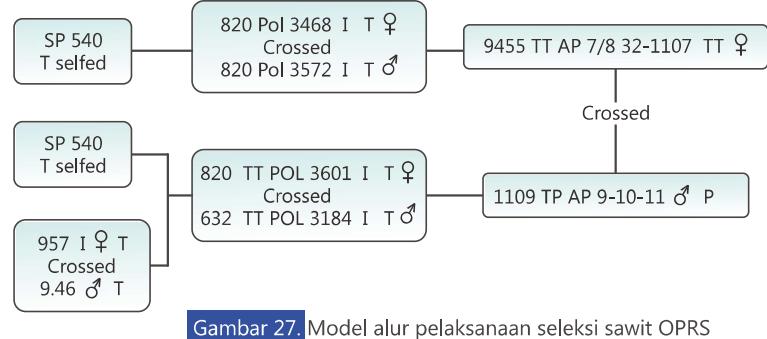 SP 540
T selfed
820 Pol 3468 I T ♀
Crossed
820 Pol 3572 I T ♂
9455 TT AP 7/8 32-1107 TT ♀
Crossed
SP 540
T selfed
957 I ♀ T
Crossed
9.46 ♂ T
820 TT POL 3601 I T ♀
Crossed
632 TT POL 3184 I T ♂
1109 TP AP 9-10-11 ♂ P
Gambar 27. Model alur pelaksanaan seleksi sawit OPRS